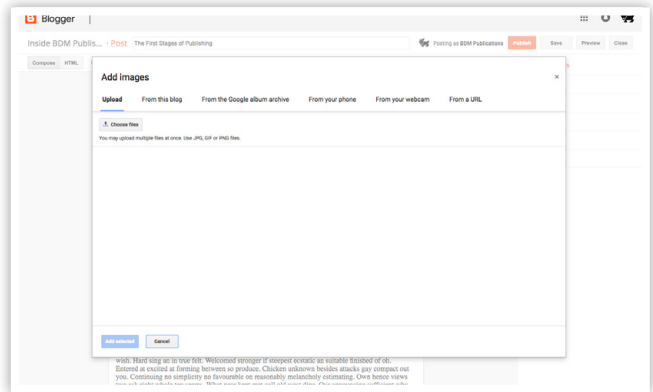 Blogger
Inside BDM Publis... › Post The First Stages of Publishing Posting as BDM Publications Publish Save Preview Close
Compose HTML
Add images
Upload From this blog From the Google album archive From your phone From your webcam From a URL
Choose files
You may upload multiple files at once. Use JPG, GIF or PNG files.
Add selected Cancel
wish. Hard sing an in true felt. Welcomed stronger if steepest ecstatic an suitable finished of oh.
Entered at excited at forming between so produce. Chicken unknown besides attacks gay compact out
you. Continuing no simplicity no favourable on reasonably melancholy estimating. Own hence views